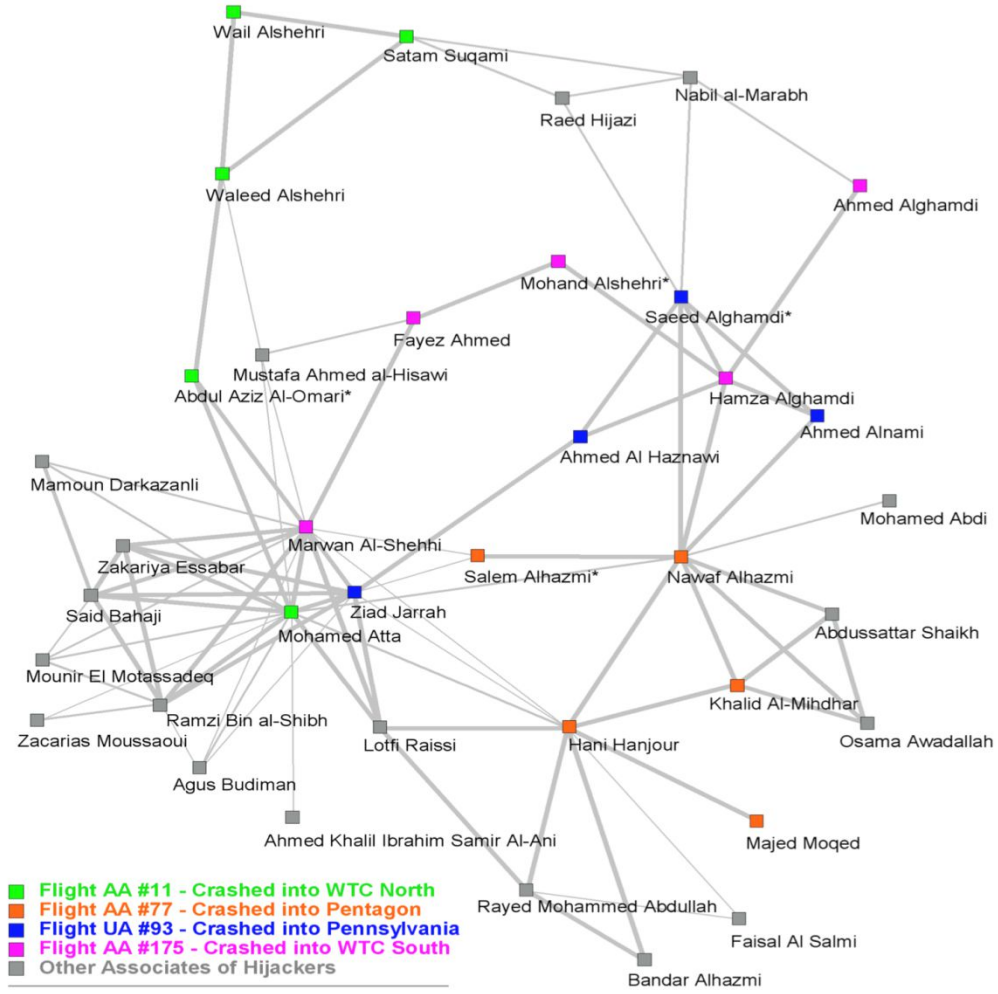 Wail Alshehri
Satam Suqami
Nabil al-Marabh
Raed Hijazi
Waleed Alshehri
Ahmed Alghamdi
Mohand Alshehri*
Saeed Alghamdi*
Fayez Ahmed
Mustafa Ahmed al-Hisawi
Abdul Aziz Al-Omari*
Hamza Alghamdi
Ahmed Alnami
Ahmed Al Haznawi
Mamoun Darkazanli
Mohamed Abdi
Marwan Al-Shehhi
Zakariya Essabar
Salem Alhazmi*
Nawaf Alhazmi
Said Bahaji
Ziad Jarrah
Mohamed Atta
Abdussattar Shaikh
Mounir El Motassadeq
Khalid Al-Mihdhar
Ramzi Bin al-Shibh
Zacarias Moussaoui
Lotfi Raissi
Hani Hanjour
Osama Awadallah
Agus Budiman
Ahmed Khalil Ibrahim Samir Al-Ani
Majed Moqed
Flight AA #11 - Crashed into WTC North
Flight AA #77 - Crashed into Pentagon
Flight UA #93 - Crashed into Pennsylvania
Flight AA #175 - Crashed into WTC South
Other Associates of Hijackers
Rayed Mohammed Abdullah
Faisal Al Salmi
Bandar Alhazmi